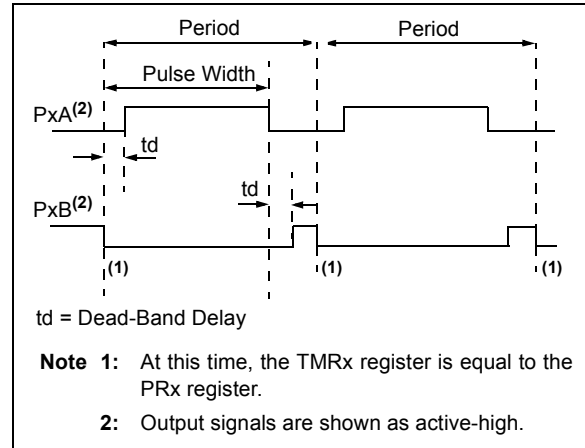 Period Period
Pulse Width
PxA(2)
td
td
PxB(2)
(1) (1) (1)
td = Dead-Band Delay
Note 1: At this time, the TMRx register is equal to the
PRx register.
2: Output signals are shown as active-high.